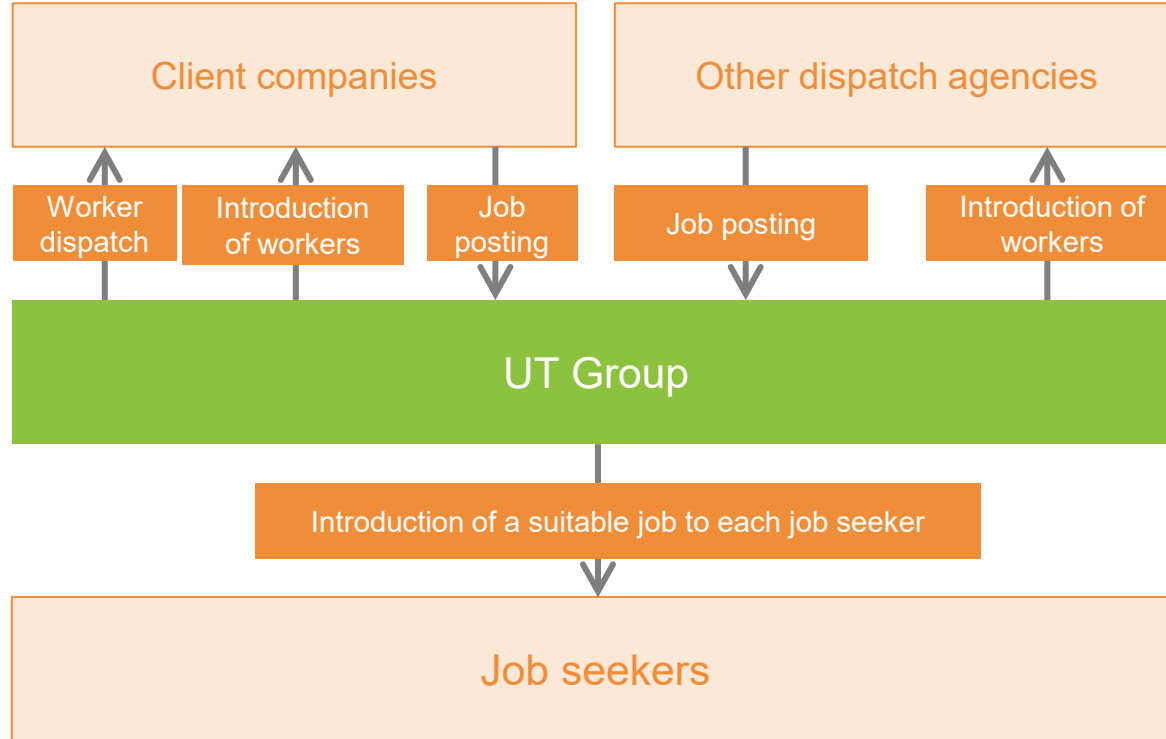 Client companies
Other dispatch agencies
Worker
dispatch
Introduction
of workers
Job
posting
Job posting
Introduction of
workers
UT Group
Introduction of a suitable job to each job seeker
Job seekers